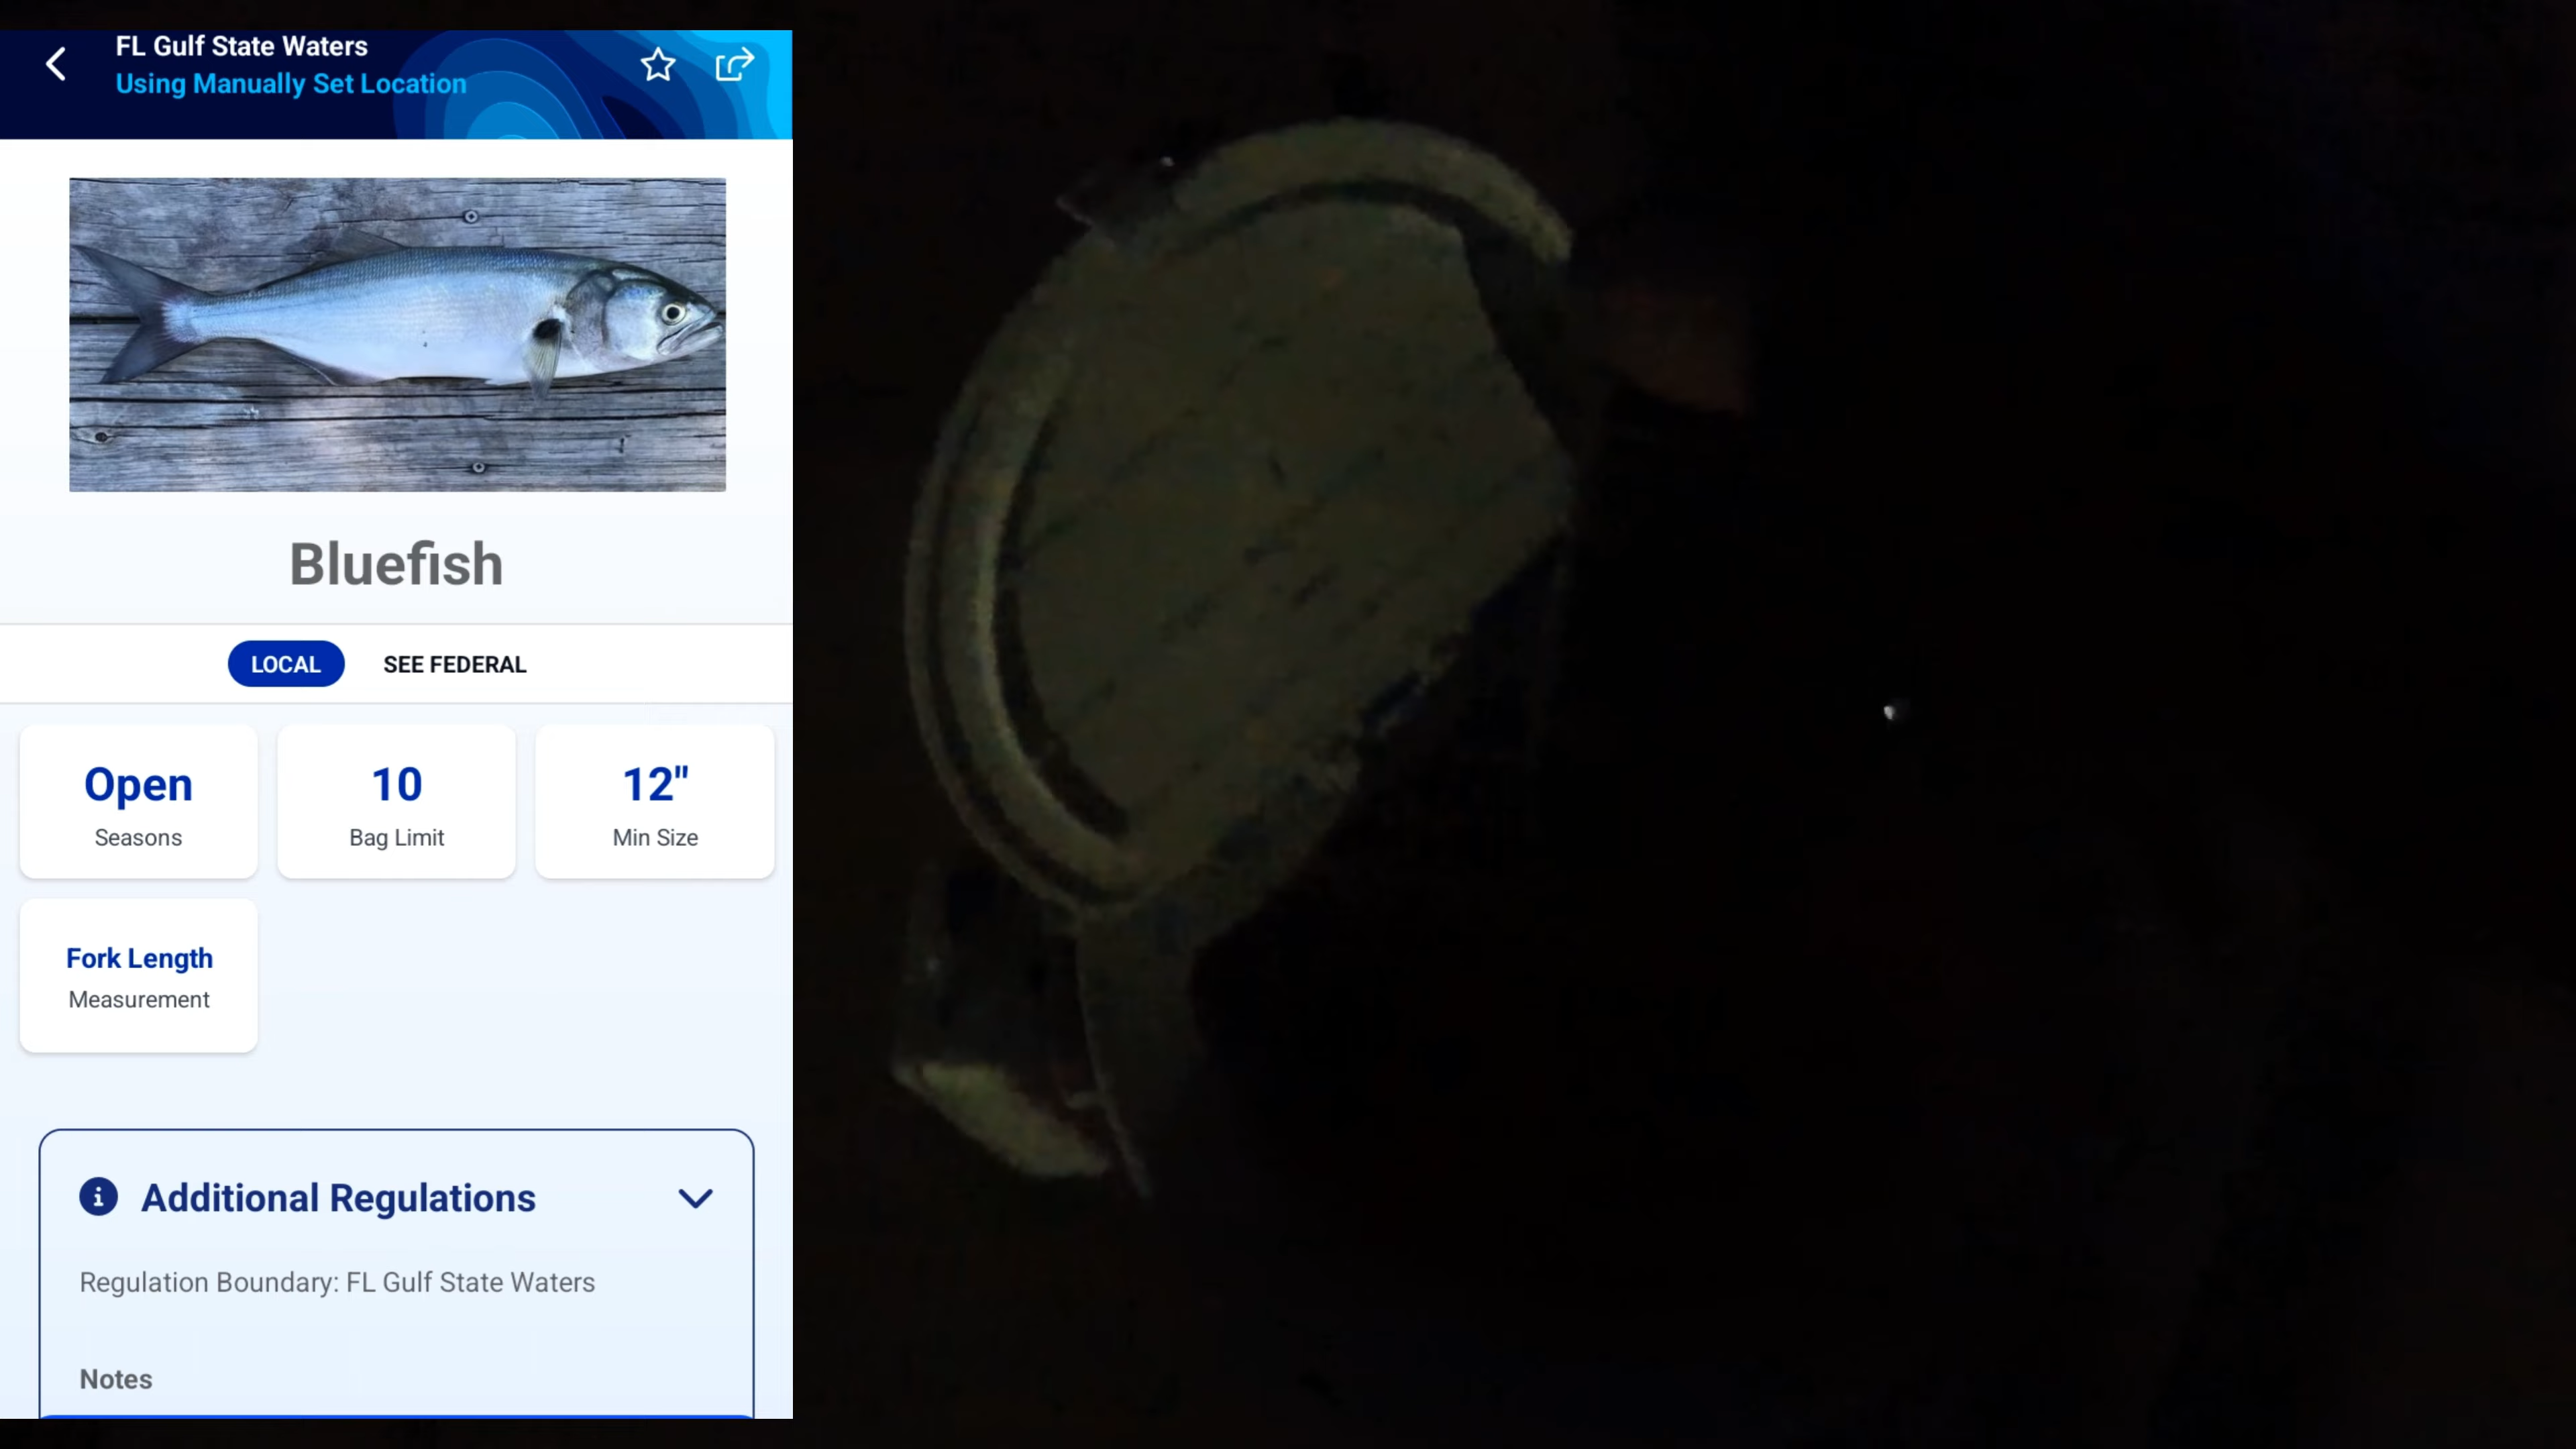 FL Gulf State Waters
Using Manually Set Location
Bluefish
LOCAL SEE FEDERAL
Open
Seasons
10
Bag Limit
12"
Min Size
Fork Length
Measurement
Additional Regulations
Regulation Boundary: FL Gulf State Waters
Notes